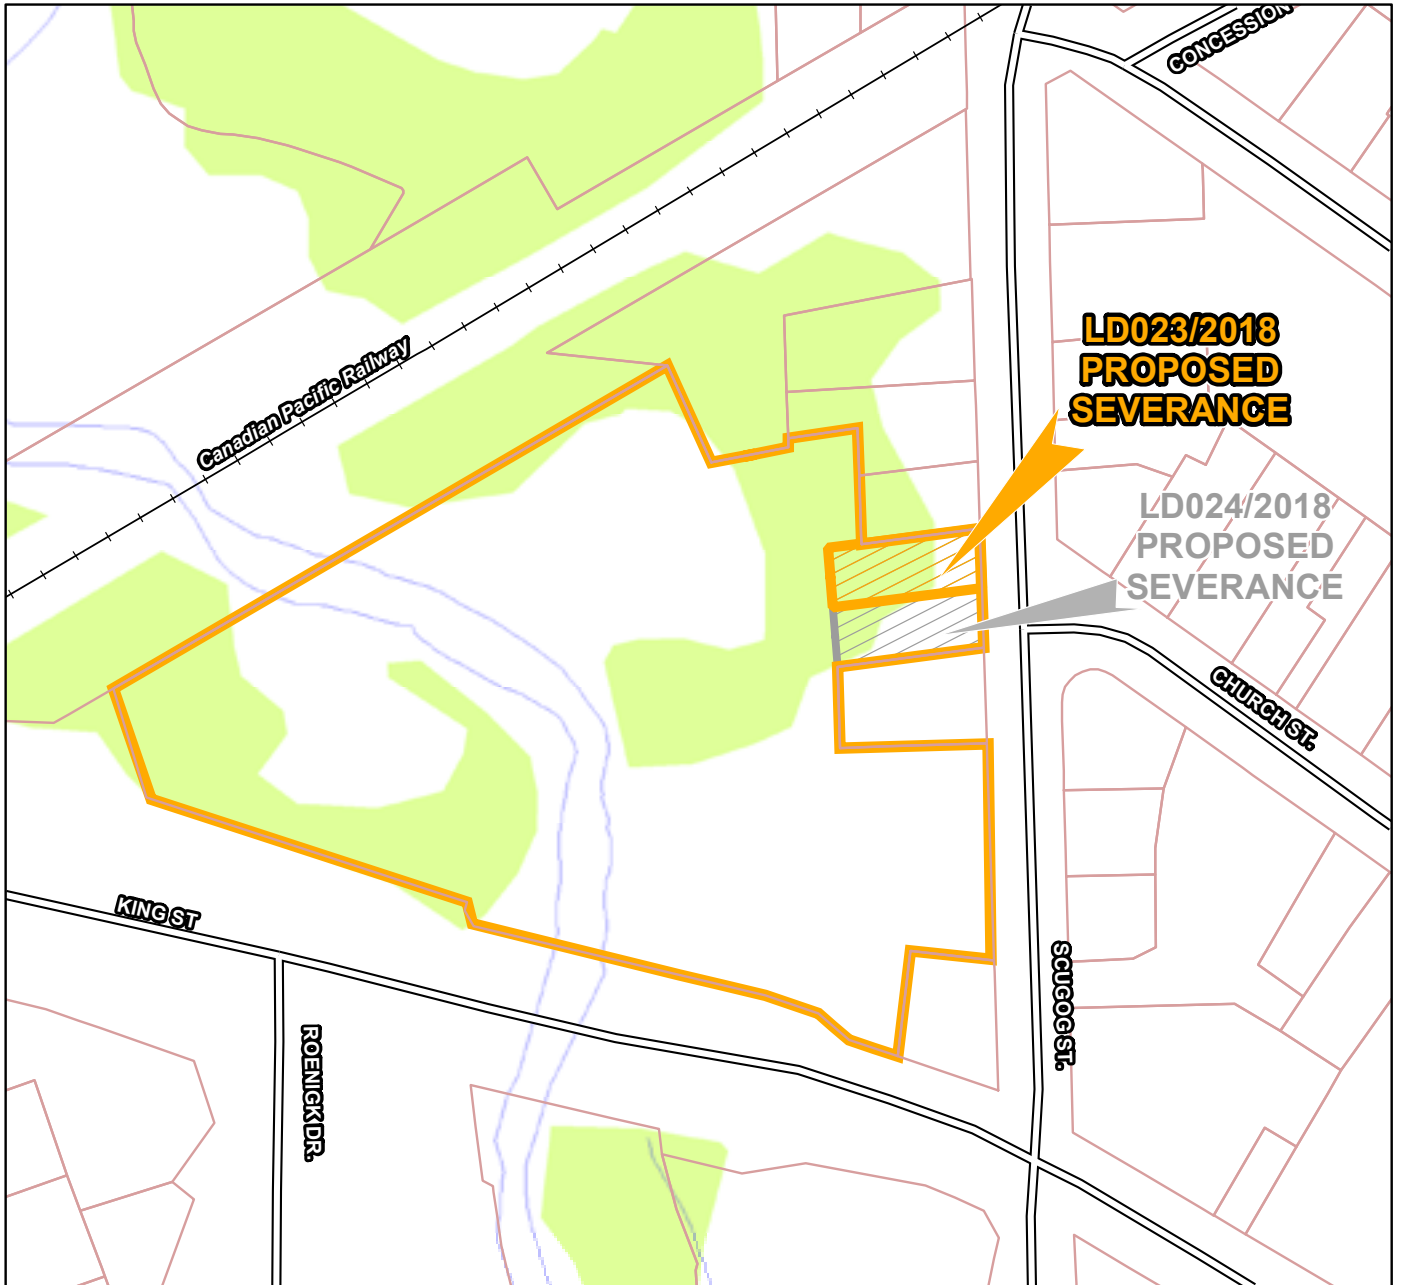 CONCESSION
LD023/2018
PROPOSED
SEVERANCE
Canadian Pacific Railway
LD024/2018
PROPOSED
SEVERANCE
CHURCH ST.
KING ST
SCUGOG ST.
ROENIGK DR.